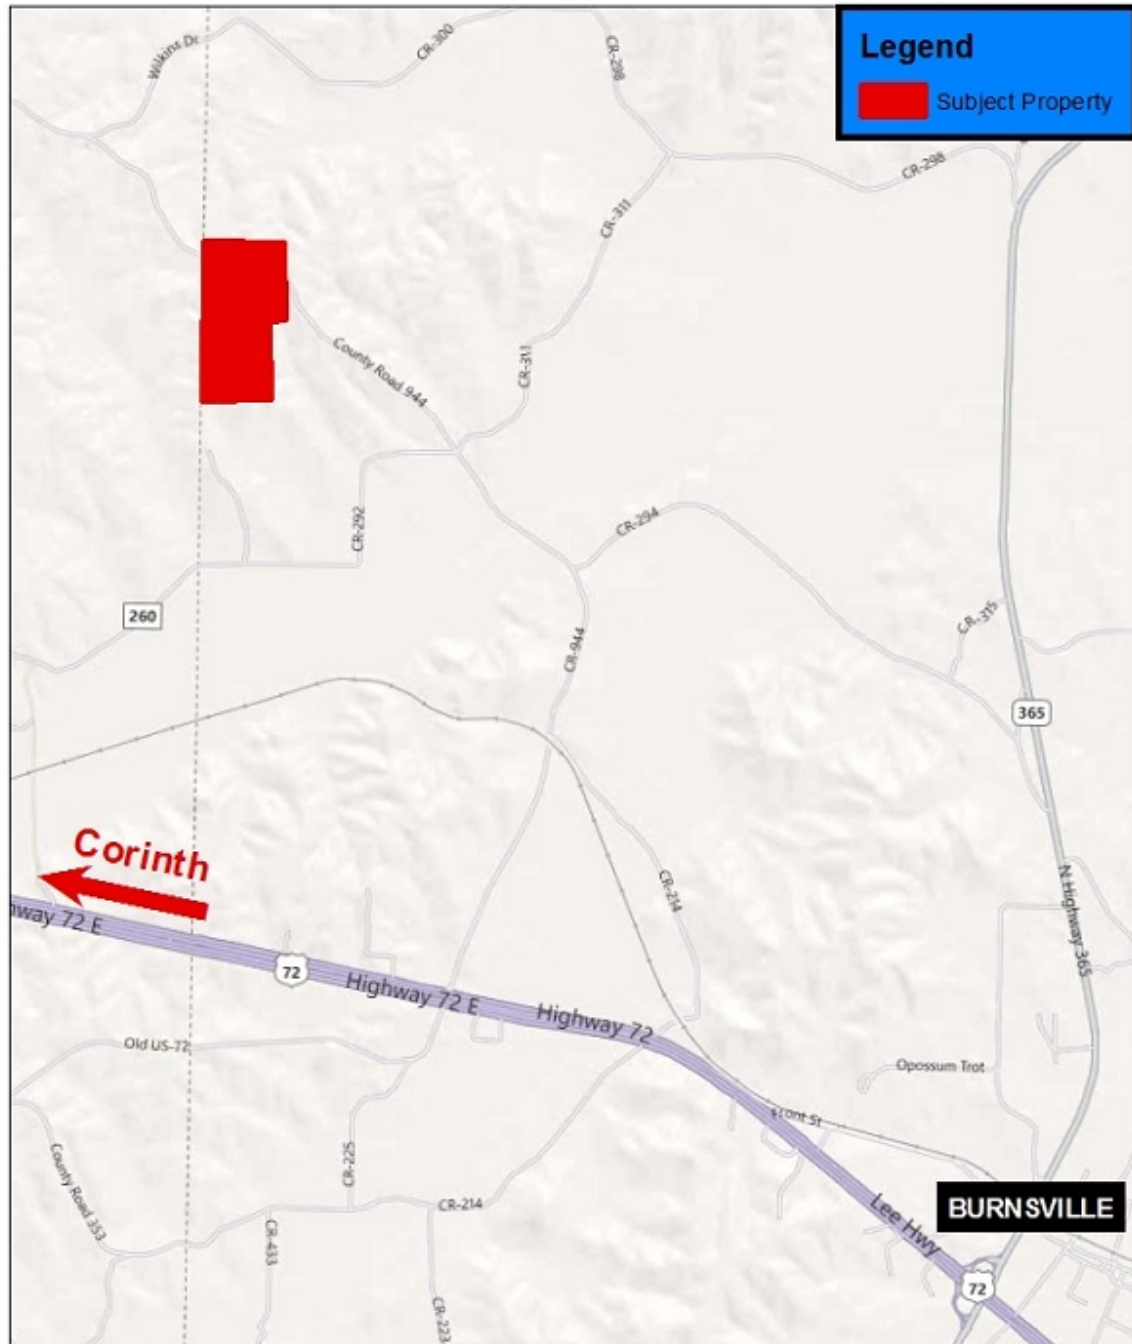 Legend
Subject Property
Wilkins Dr
CR-300
CR-298
CR-298
CR-311
CR-311
County Road 944
CR-292
CR-294
260
CR-315
CR-944
365
Corinth
CR-214
N Highway 365
hway 72 E
72
Highway 72 E
Highway 72
Old US-72
Opossum Trot
Front St
CR-225
County Road 353
CR-214
BURNSVILLE
Lee Hwy
CR-433
72
CR-223